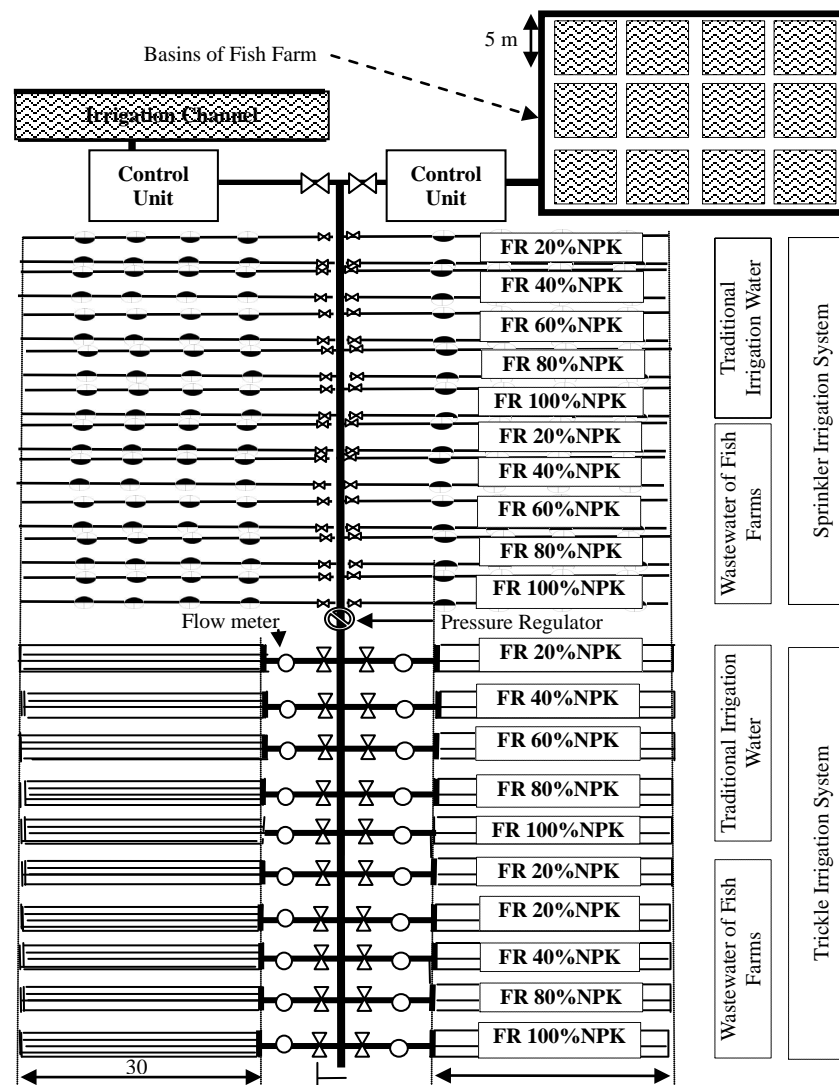 5 m
Basins of Fish Farm
Irrigation Channel
Control
Unit
Control
Unit
FR 20%NPK
FR 40%NPK
FR 60%NPK
FR 80%NPK
FR 100%NPK
FR 20%NPK
FR 40%NPK
FR 60%NPK
FR 80%NPK
FR 100%NPK
Traditional
Irrigation Water
Wastewater of Fish
Farms
Sprinkler Irrigation System
Flow meter
Pressure Regulator
FR 20%NPK
FR 40%NPK
FR 60%NPK
FR 80%NPK
FR 100%NPK
FR 20%NPK
FR 20%NPK
FR 40%NPK
FR 80%NPK
FR 100%NPK
Traditional Irrigation
Water
Wastewater of Fish
Farms
Trickle Irrigation System
30